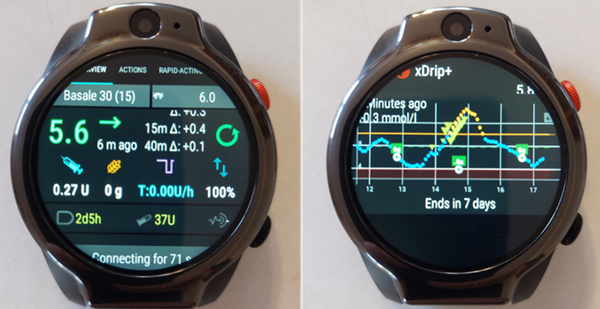 VIEW ACTIONS RAPID-ACTING
Basale 30 (15) 6.0
Δ: +0.3
5.6 15m Δ: +0.4
6 m ago 40m Δ: +0.1
0.27 U 0 g T:0.00U/h 100%
2d5h 37U
Connecting for 71 s
xDrip+
5.8
Minutes ago
0.3 mmol/l
12 13 14 15 16 17
Ends in 7 days